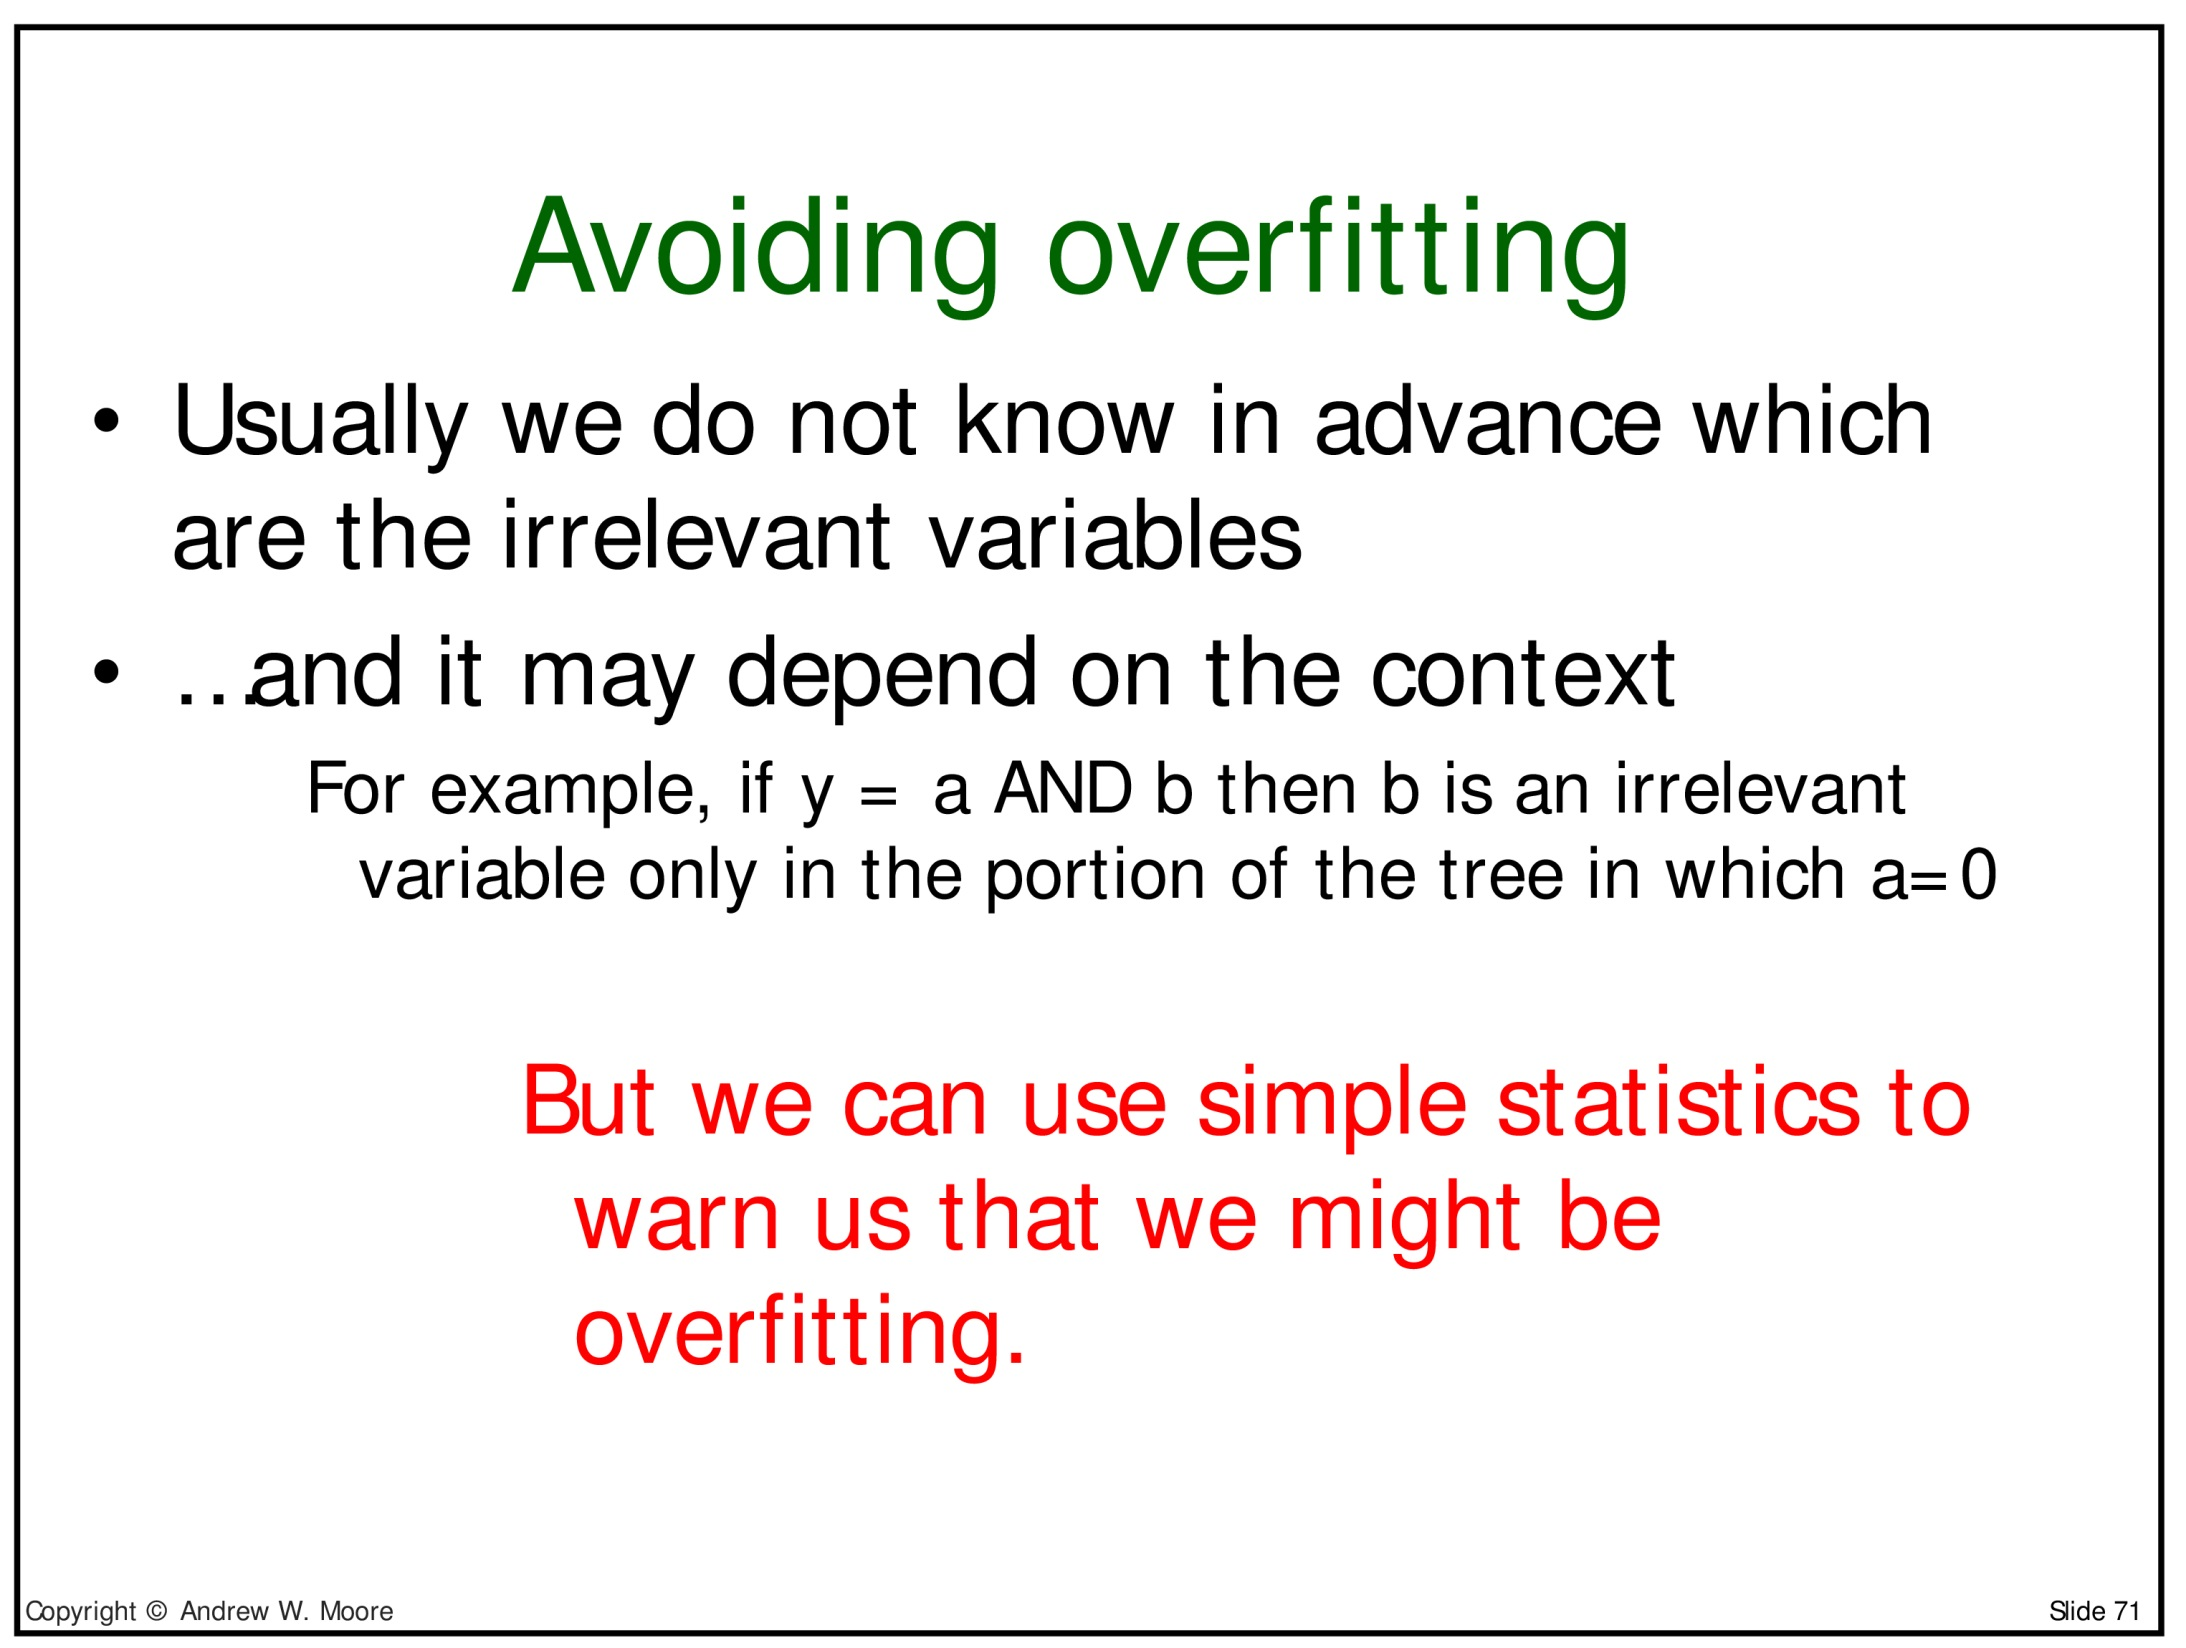 Avoiding overfitting
• Usually we do not know in advance which
are the irrelevant variables
• …and it may depend on the context
For example, if y = a AND b then b is an irrelevant
variable only in the portion of the tree in which a=0
But we can use simple statistics to
warn us that we might be
overfitting.
Copyright © Andrew W. Moore
Slide 71